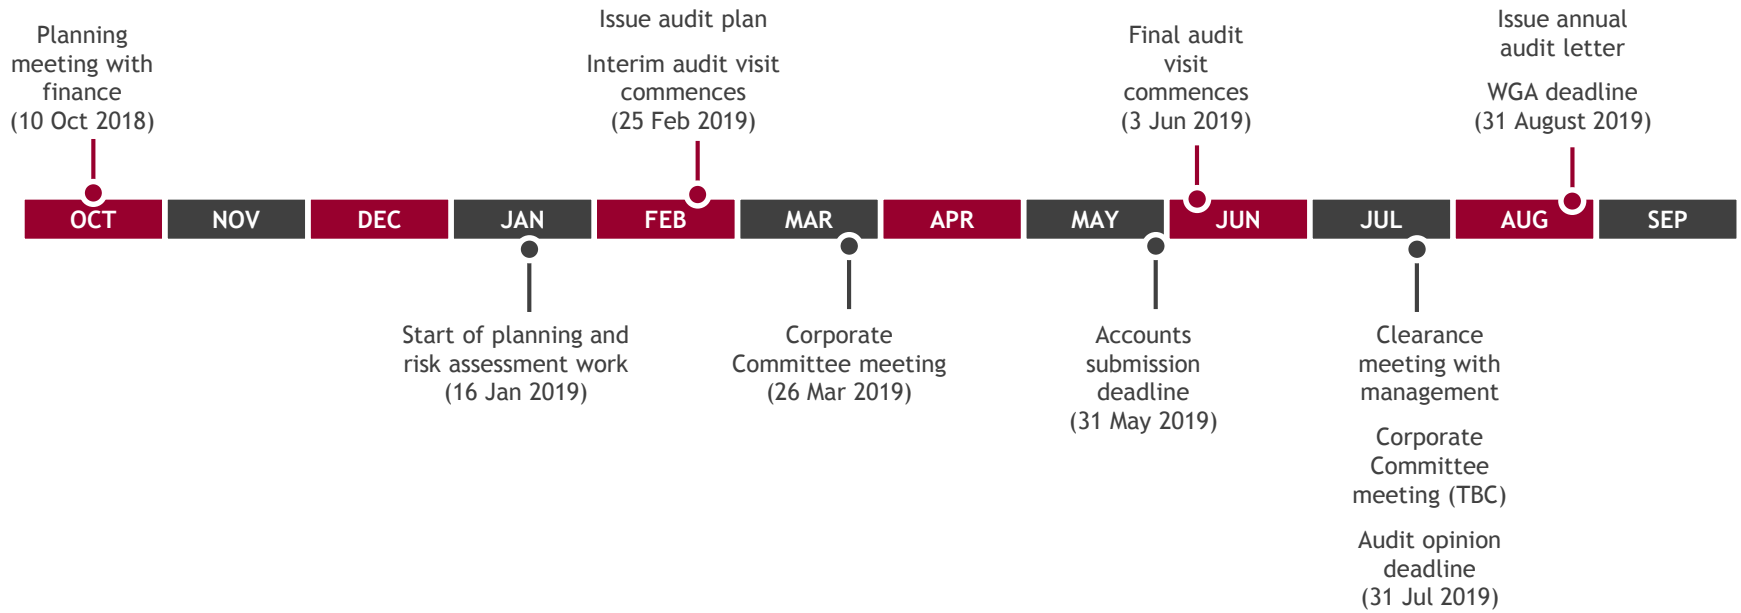 Planning
meeting with
finance
(10 Oct 2018)
Issue audit plan
Interim audit visit
commences
(25 Feb 2019)
Final audit
visit
commences
(3 Jun 2019)
Issue annual
audit letter
WGA deadline
(31 August 2019)
OCT
NOV
DEC
JAN
FEB
MAR
APR
MAY
JUN
JUL
AUG
SEP
Start of planning and
risk assessment work
(16 Jan 2019)
Corporate
Committee meeting
(26 Mar 2019)
Accounts
submission
deadline
(31 May 2019)
Clearance
meeting with
management
Corporate
Committee
meeting (TBC)
Audit opinion
deadline
(31 Jul 2019)